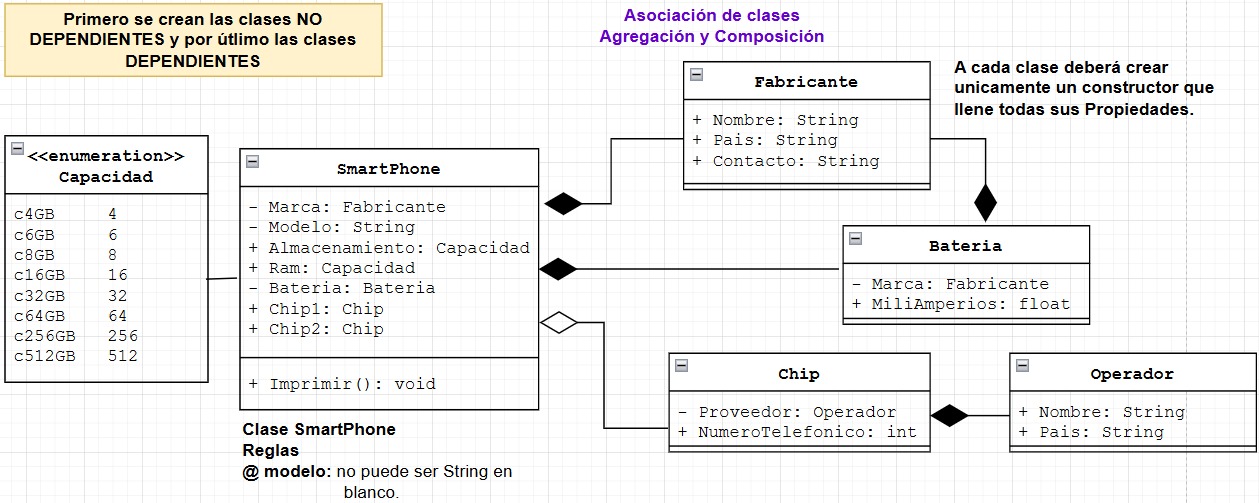 Primero se crean las clases NO
DEPENDIENTES y por útlimo las clases
DEPENDIENTES
Asociación de clases
Agregación y Composición
A cada clase deberá crear
unicamente un constructor que
llene todas sus Propiedades.
Fabricante
+ Nombre: String
+ Pais: String
+ Contacto: String
<<enumeration>>
Capacidad
c4GB 4
c6GB 6
c8GB 8
c16GB 16
c32GB 32
c64GB 64
c256GB 256
c512GB 512
SmartPhone
- Marca: Fabricante
- Modelo: String
+ Almacenamiento: Capacidad
+ Ram: Capacidad
- Bateria: Bateria
+ Chip1: Chip
+ Chip2: Chip
+ Imprimir(): void
Bateria
- Marca: Fabricante
+ MiliAmperios: float
Chip
- Proveedor: Operador
+ NumeroTelefonico: int
Operador
+ Nombre: String
+ Pais: String
Clase SmartPhone
Reglas
@ modelo: no puede ser String en
blanco.